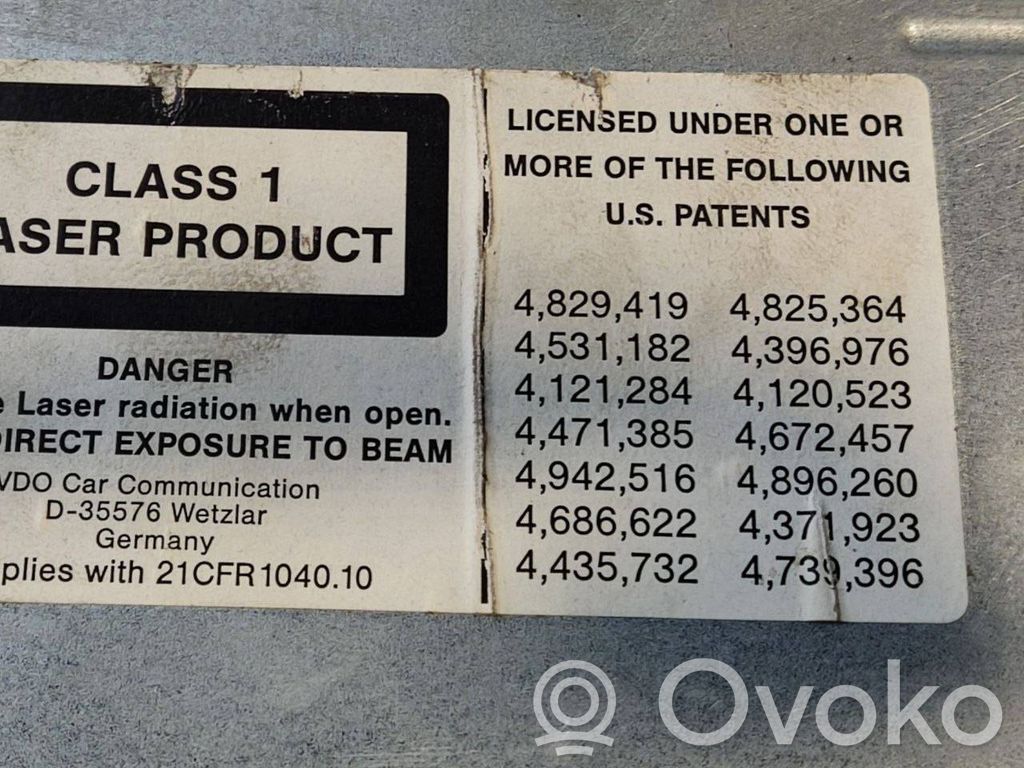 CLASS 1
ASER PRODUCT
DANGER
e Laser radiation when open.
DIRECT EXPOSURE TO BEAM
VDO Car Communication
D-35576 Wetzlar
Germany
plies with 21CFR1040.10
LICENSED UNDER ONE OR
MORE OF THE FOLLOWING
U.S. PATENTS
4,829,419 4,825,364
4,531,182 4,396,976
4,121,284 4,120,523
4,471,385 4,672,457
4,942,516 4,896,260
4,686,622 4,371,923
4,435,732 4,739,396
Ovoko